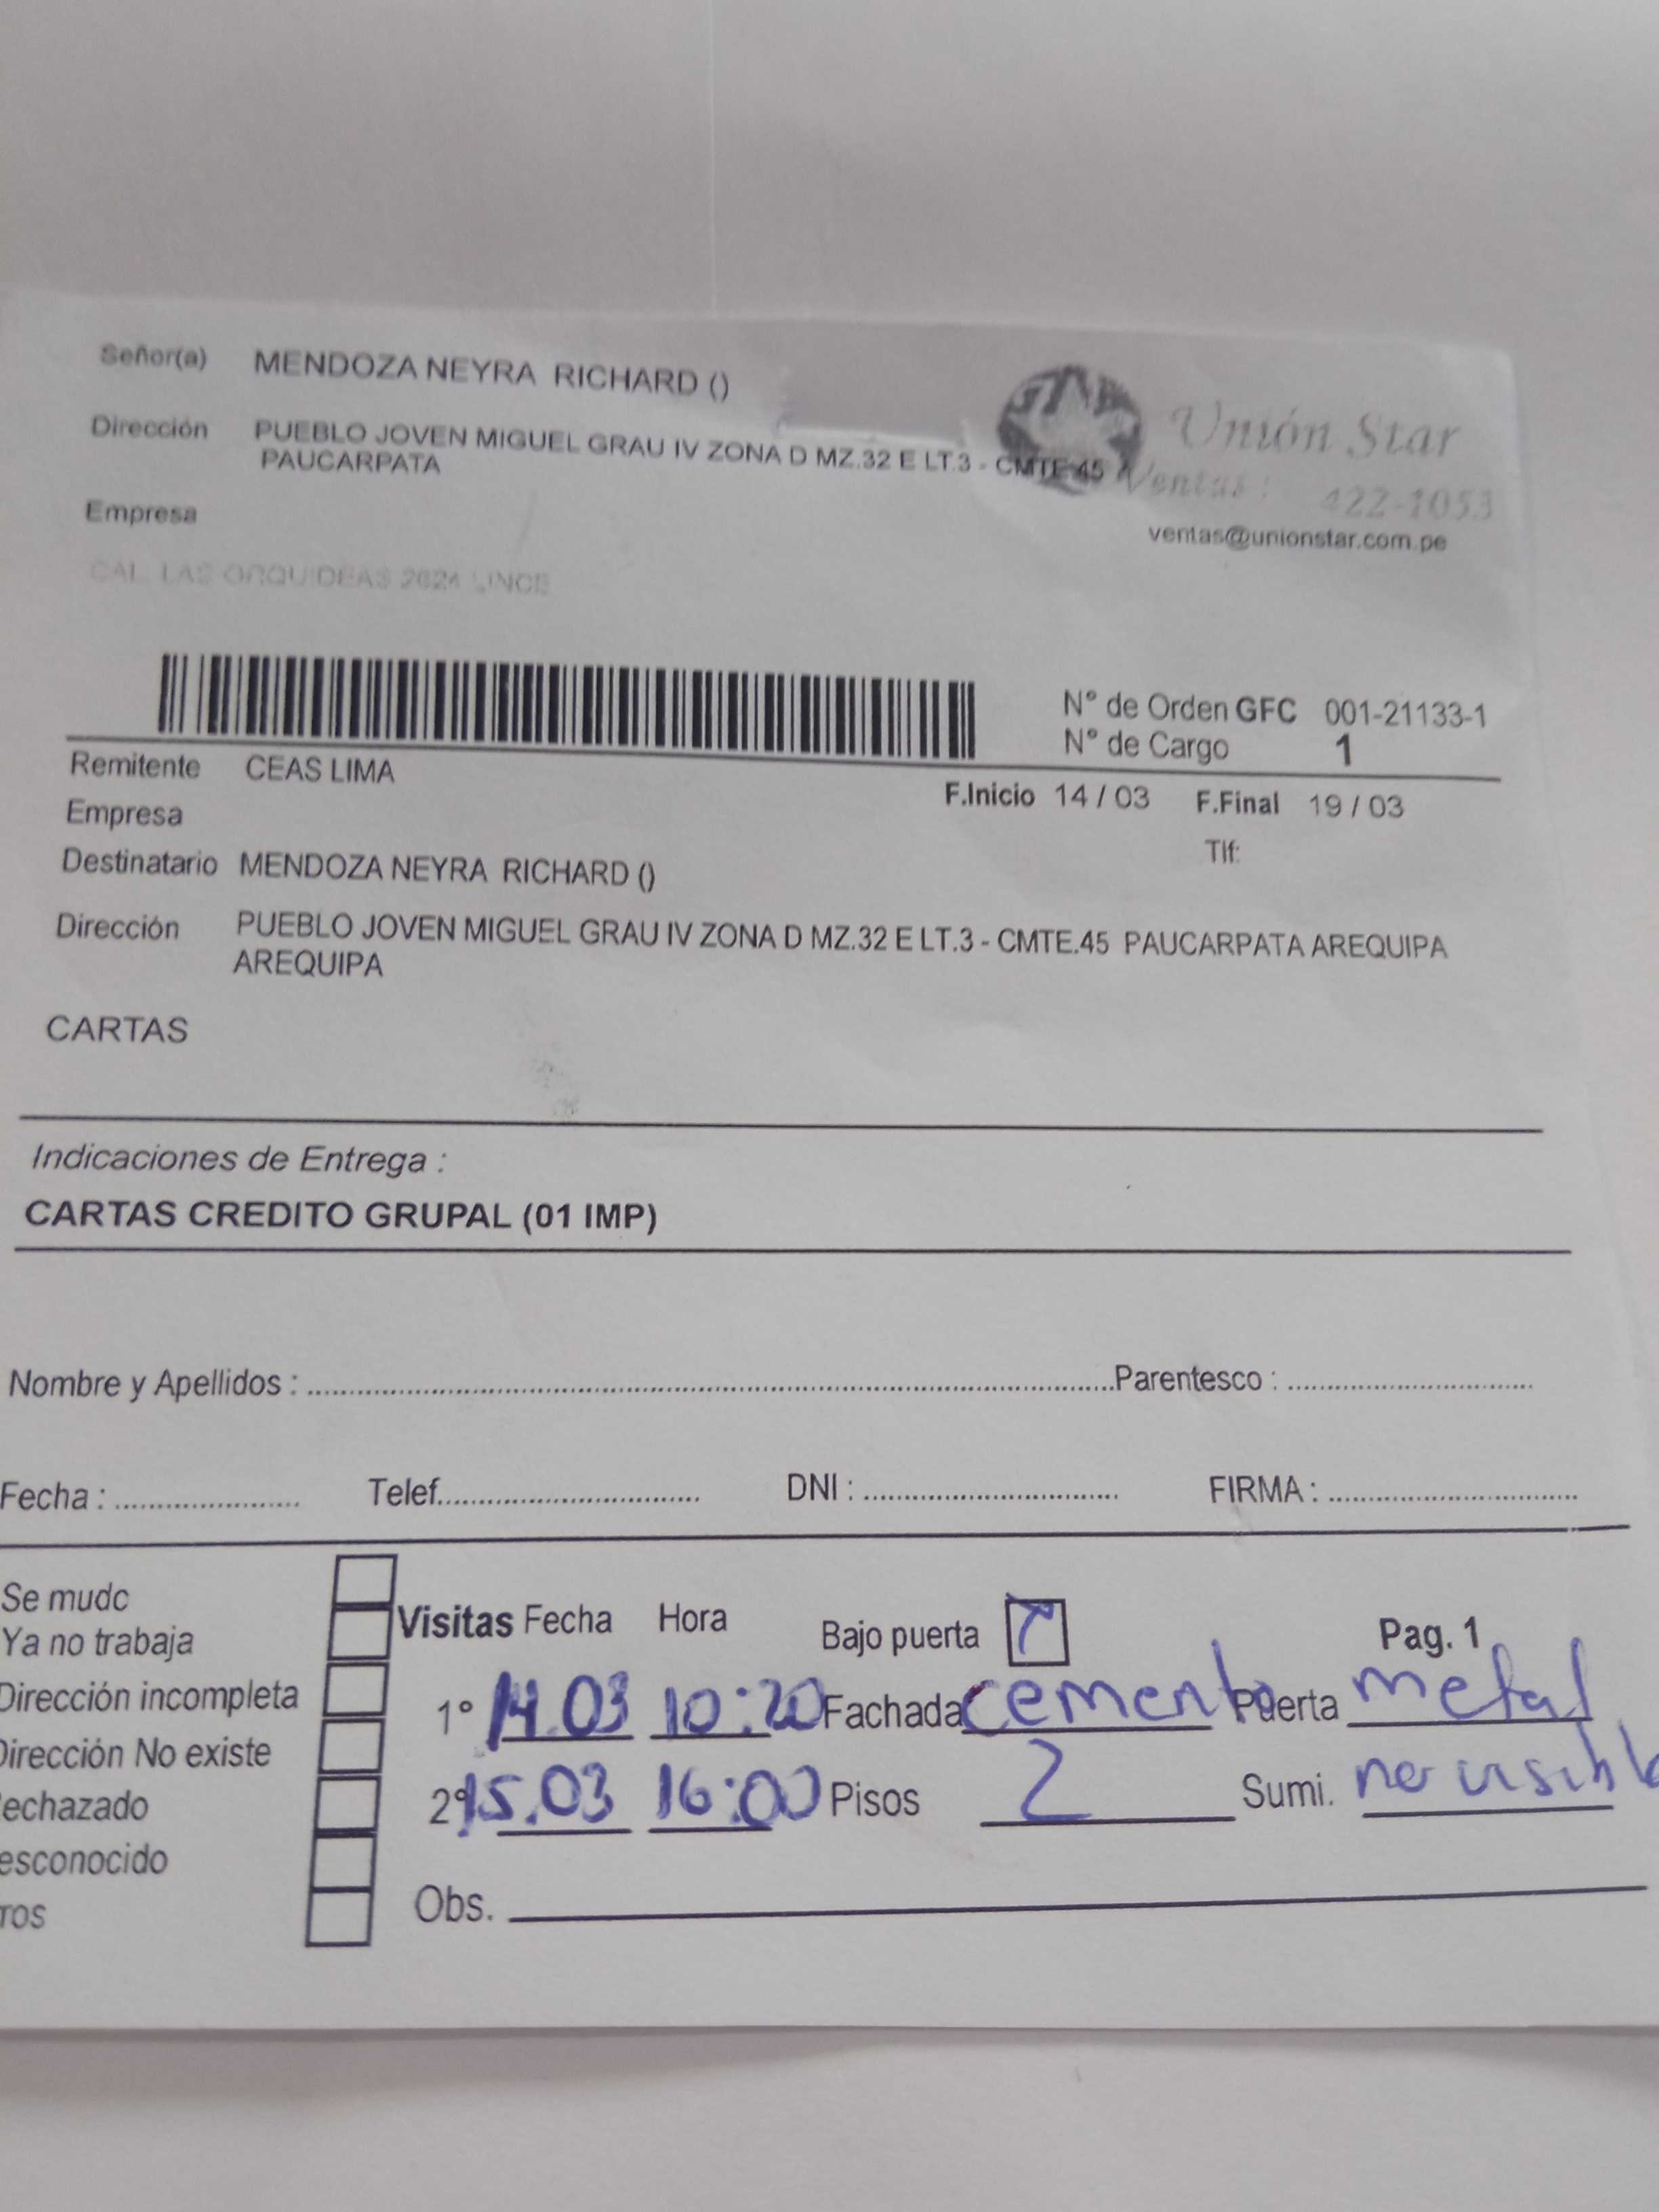 Señor(a) MENDOZA NEYRA RICHARD ()
Unión Star
Dirección PUEBLO JOVEN MIGUEL GRAU IV ZONA D MZ.32 E LT.3 - CMTE.45
PAUCARPATA
Ventas : 422-1053
Empresa
ventas@unionstar.com.pe
CAL. LAS ORQUIDEAS 2624 LINCE
N° de Orden GFC 001-21133-1
N° de Cargo 1
Remitente CEAS LIMA
F.Inicio 14 / 03 F.Final 19 / 03
Empresa
Tlf:
Destinatario MENDOZA NEYRA RICHARD ()
Dirección PUEBLO JOVEN MIGUEL GRAU IV ZONA D MZ.32 E LT.3 - CMTE.45 PAUCARPATA AREQUIPA
AREQUIPA
CARTAS
Indicaciones de Entrega :
CARTAS CREDITO GRUPAL (01 IMP)
Nombre y Apellidos : Parentesco :
Fecha : Telef. DNI : FIRMA :
Se mudo
Ya no trabaja
Dirección incompleta
Dirección No existe
echazado
esconocido
ros
Visitas Fecha Hora Bajo puerta Pag. 1
1° 14.03 10:20 Fachada cemento Puerta metal
2° 15.03 16:00 Pisos 2 Sumi. no visible
Obs.